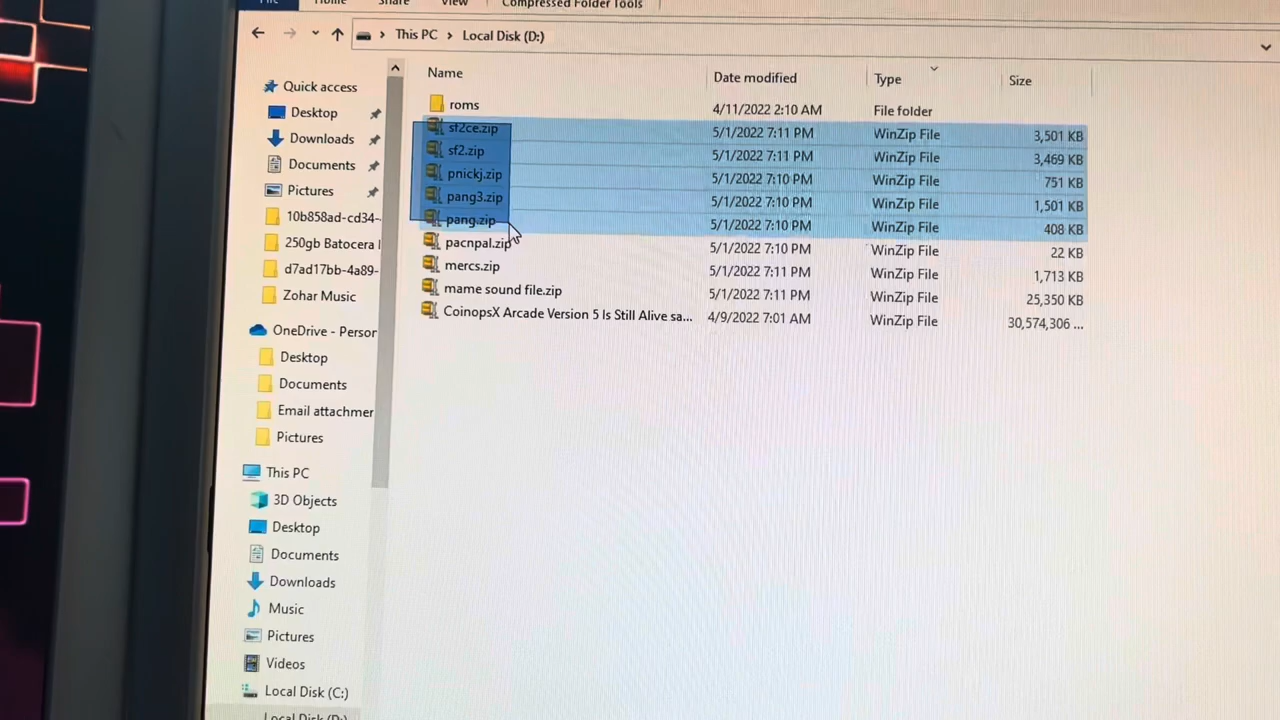 File Home Share View Compressed Folder Tools
This PC Local Disk (D:)
Name Date modified Type Size
Quick access
Desktop
Downloads
Documents
Pictures
10b858ad-cd34-
250gb Batocera
d7ad17bb-4a89-
Zohar Music
OneDrive - Person
Desktop
Documents
Email attachmer
Pictures
This PC
3D Objects
Desktop
Documents
Downloads
Music
Pictures
Videos
Local Disk (C:)
Local Disk (D:)
roms 4/11/2022 2:10 AM File folder
sf2ce.zip 5/1/2022 7:11 PM WinZip File 3,501 KB
sf2.zip 5/1/2022 7:11 PM WinZip File 3,469 KB
pnickj.zip 5/1/2022 7:10 PM WinZip File 751 KB
pang3.zip 5/1/2022 7:10 PM WinZip File 1,501 KB
pang.zip 5/1/2022 7:10 PM WinZip File 408 KB
pacnpal.zip 5/1/2022 7:10 PM WinZip File 22 KB
mercs.zip 5/1/2022 7:11 PM WinZip File 1,713 KB
mame sound file.zip 5/1/2022 7:11 PM WinZip File 25,350 KB
CoinopsX Arcade Version 5 Is Still Alive sa... 4/9/2022 7:01 AM WinZip File 30,574,306 ...